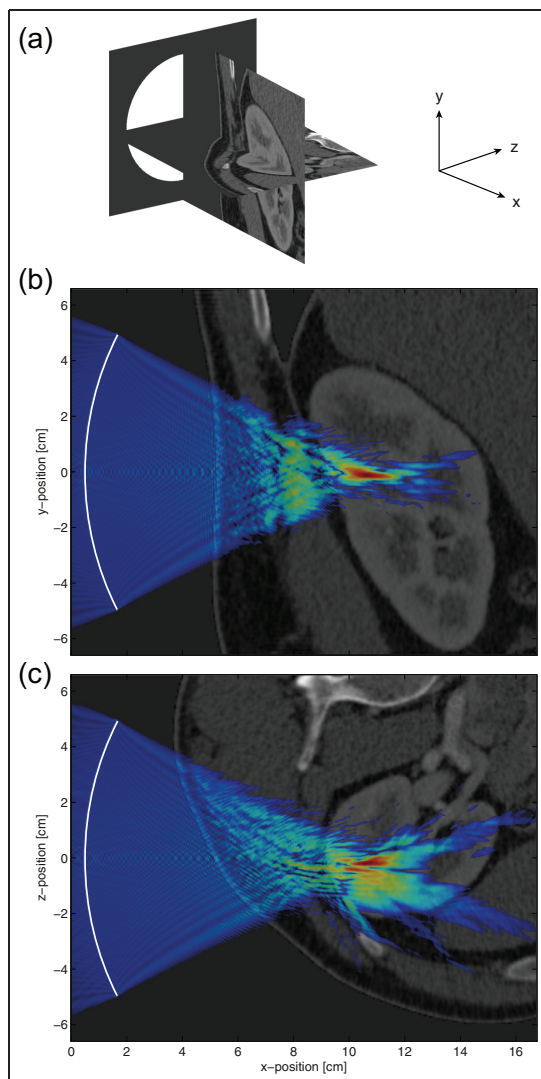 (a)
y
z
x
(b)
6
4
2
0
−2
−4
−6
y−position [cm]
(c)
6
4
2
0
−2
−4
−6
z−position [cm]
0 2 4 6 8 10 12 14 16
x−position [cm]